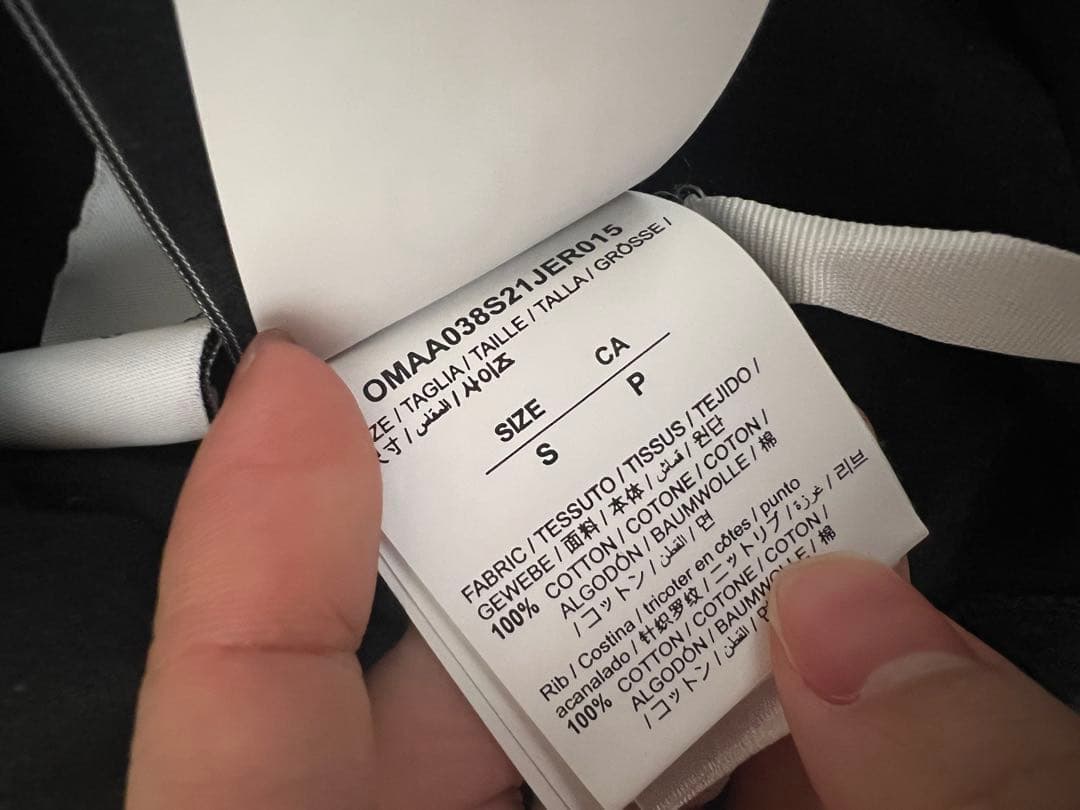 OMAA038S21JER015
ZE / TAGLIA / TAILLE / TALLA / GRÖSSE /
寸 / المقاس / 사이즈
SIZE CA
S P
FABRIC / TESSUTO / TISSUS / TEJIDO /
GEWEBE / 面料 / 本体 / قماش / 원단
100% COTTON / COTONE / COTON /
ALGODÓN / BAUMWOLLE / 棉
/ コットン / القطن / 면
Rib / Costina / tricoter en côtes / punto
acanalado / 针织罗纹 / ニットリブ / غرزة / 리브
100% COTTON / COTONE / COTON /
ALGODÓN / BAUMWOLLE / 棉
/ コットン / القطن /